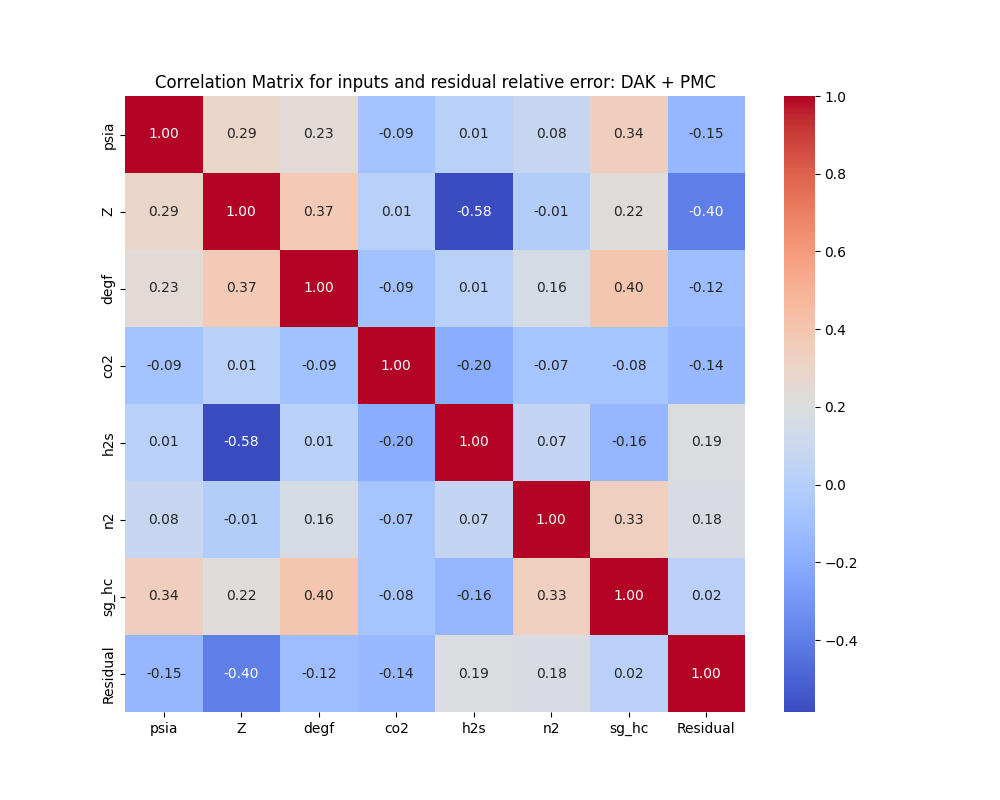 Correlation Matrix for inputs and residual relative error: DAK + PMC
psia 1.00 0.29 0.23 -0.09 0.01 0.08 0.34 -0.15
Z 0.29 1.00 0.37 0.01 -0.58 -0.01 0.22 -0.40
degf 0.23 0.37 1.00 -0.09 0.01 0.16 0.40 -0.12
co2 -0.09 0.01 -0.09 1.00 -0.20 -0.07 -0.08 -0.14
h2s 0.01 -0.58 0.01 -0.20 1.00 0.07 -0.16 0.19
n2 0.08 -0.01 0.16 -0.07 0.07 1.00 0.33 0.18
sg_hc 0.34 0.22 0.40 -0.08 -0.16 0.33 1.00 0.02
Residual -0.15 -0.40 -0.12 -0.14 0.19 0.18 0.02 1.00
psia Z degf co2 h2s n2 sg_hc Residual
1.0
0.8
0.6
0.4
0.2
0.0
−0.2
−0.4